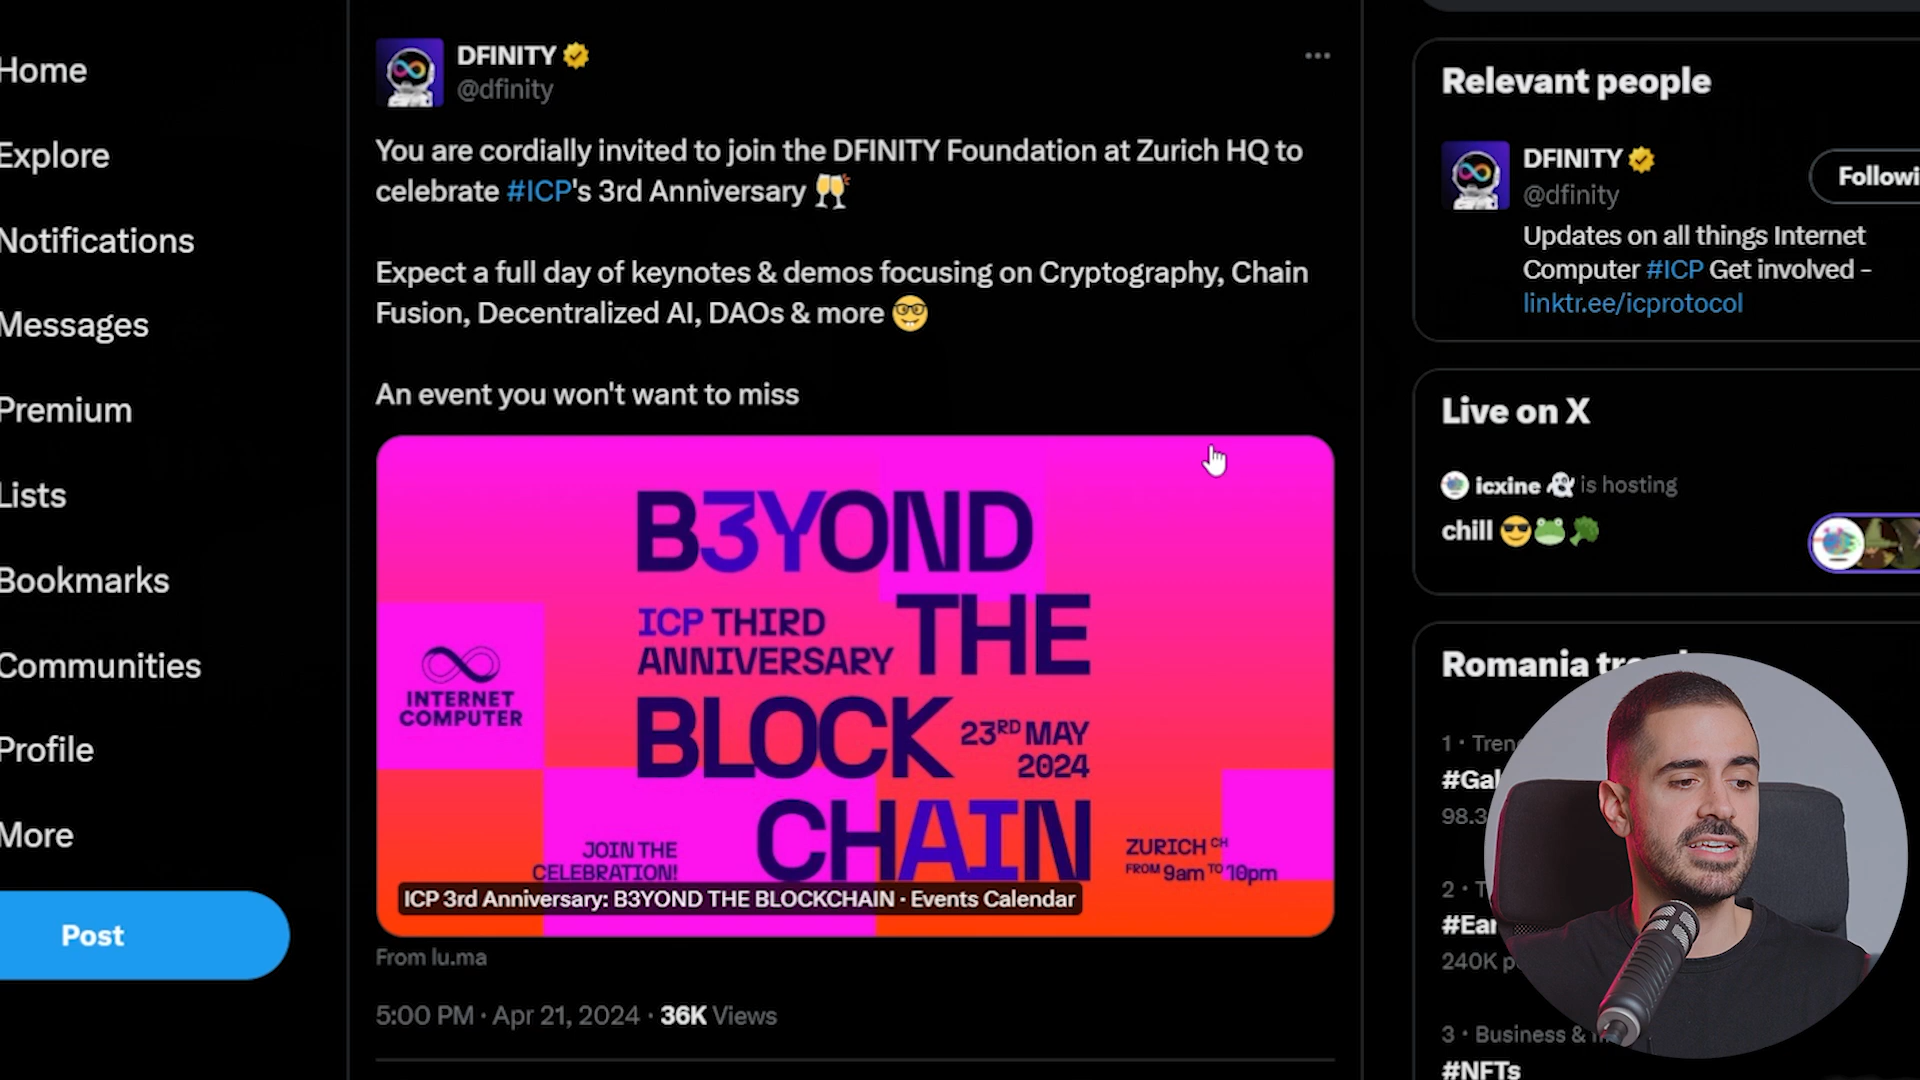 Home
Explore
Notifications
Messages
Premium
Lists
Bookmarks
Communities
Profile
More
Post
DFINITY
@dfinity
You are cordially invited to join the DFINITY Foundation at Zurich HQ to
celebrate #ICP's 3rd Anniversary
Expect a full day of keynotes & demos focusing on Cryptography, Chain
Fusion, Decentralized AI, DAOs & more
An event you won't want to miss
B3YOND
ICP THIRD
ANNIVERSARY
THE
BLOCK
23RD MAY
2024
CHAIN
INTERNET
COMPUTER
JOIN THE
CELEBRATION!
ZURICH CH
FROM 9am TO 10pm
ICP 3rd Anniversary: B3YOND THE BLOCKCHAIN · Events Calendar
From lu.ma
5:00 PM · Apr 21, 2024 · 36K Views
Relevant people
DFINITY
@dfinity
Followi
Updates on all things Internet
Computer #ICP Get involved –
linktr.ee/icprotocol
Live on X
icxine is hosting
chill
Romania
1 ·
#Gal
98.3
2 ·
#Ear
240K
3 · Business &
#NFTs